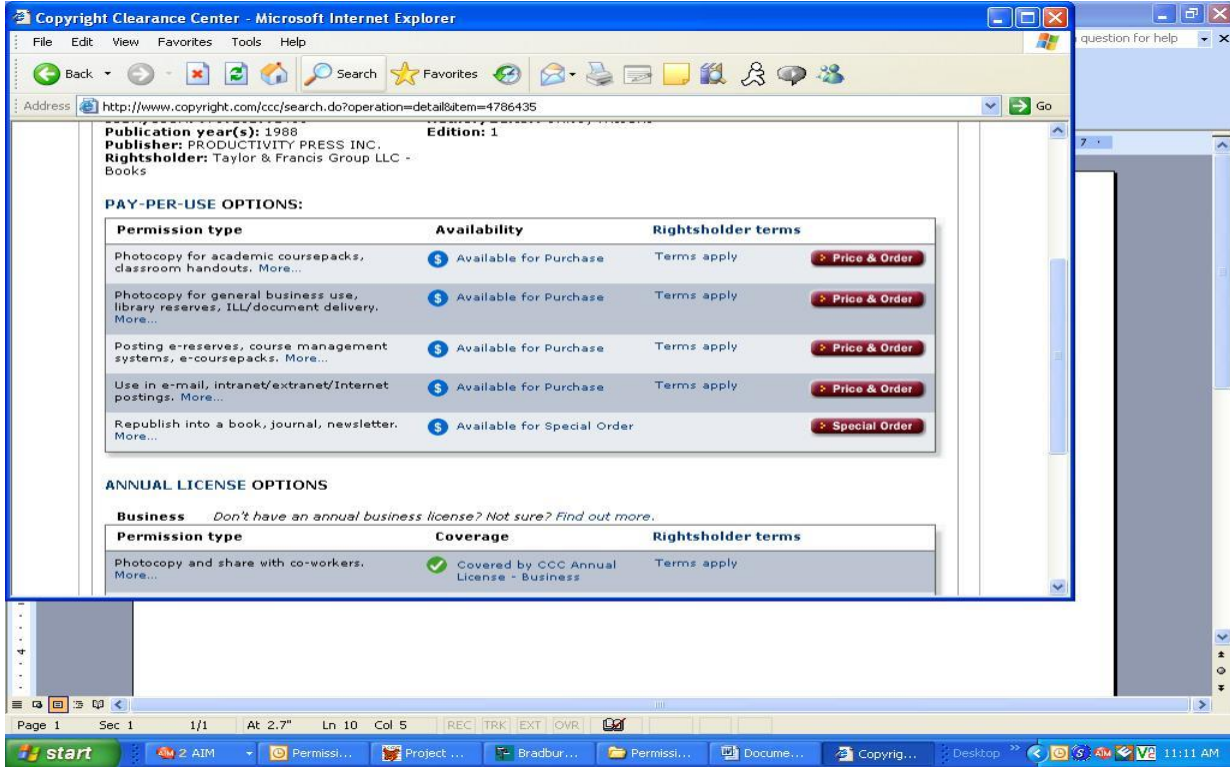 Copyright Clearance Center - Microsoft Internet Explorer
File Edit View Favorites Tools Help
question for help
Back Search Favorites
Address http://www.copyright.com/ccc/search.do?operation=detail&item=4786435 Go
Publication year(s): 1988 Edition: 1
Publisher: PRODUCTIVITY PRESS INC.
Rightsholder: Taylor & Francis Group LLC -
Books
7
PAY-PER-USE OPTIONS:
Permission type Availability Rightsholder terms
Photocopy for academic coursepacks,
classroom handouts. More...
$ Available for Purchase Terms apply Price & Order
Photocopy for general business use,
library reserves, ILL/document delivery.
More...
$ Available for Purchase Terms apply Price & Order
Posting e-reserves, course management
systems, e-coursepacks. More...
$ Available for Purchase Terms apply Price & Order
Use in e-mail, intranet/extranet/Internet
postings. More...
$ Available for Purchase Terms apply Price & Order
Republish into a book, journal, newsletter.
More...
$ Available for Special Order Special Order
ANNUAL LICENSE OPTIONS
Business Don't have an annual business license? Not sure? Find out more.
Permission type Coverage Rightsholder terms
Photocopy and share with co-workers.
More...
Covered by CCC Annual
License - Business
Terms apply
4
Page 1 Sec 1 1/1 At 2.7" Ln 10 Col 5 REC TRK EXT OVR
start 2 AIM Permissi... Project ... Bradbur... Permissi... Docume... Copyrig... Desktop 11:11 AM